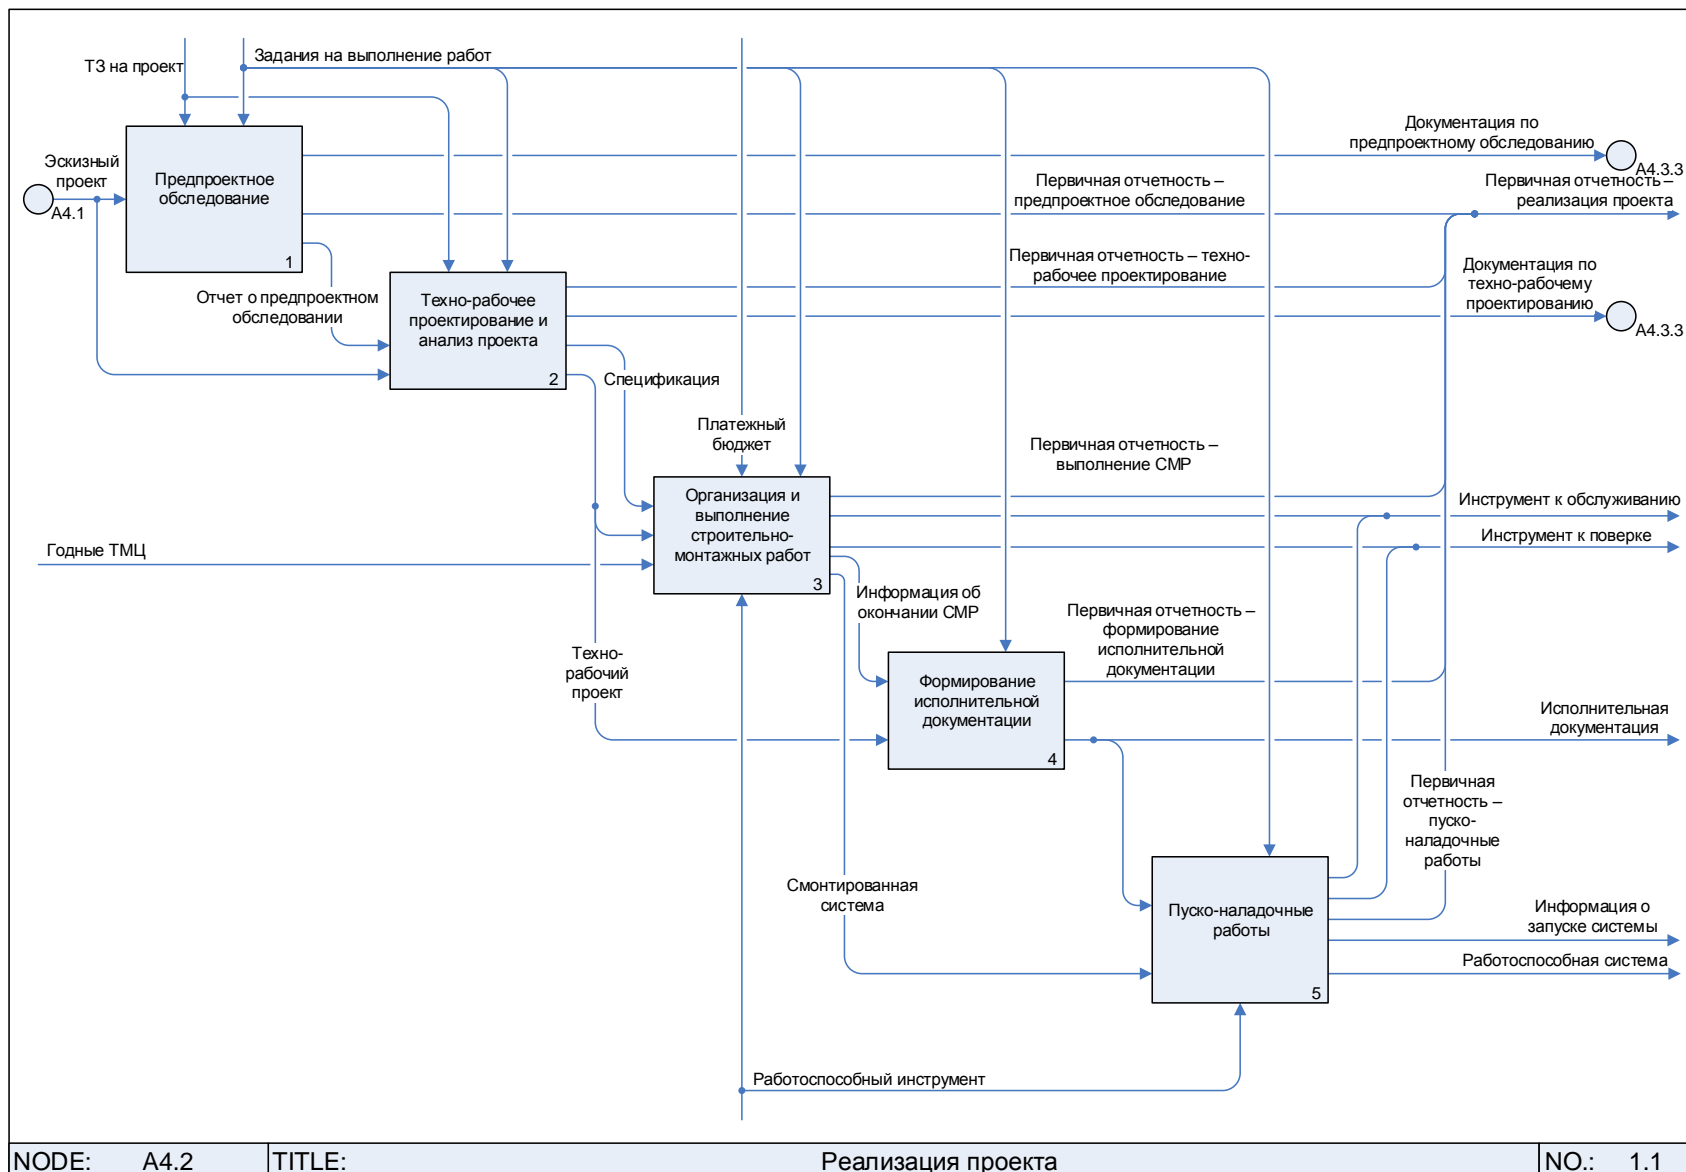 Задания на выполнение работ
ТЗ на проект
Эскизный
проект
А4.1
Предпроектное
обследование
1
Документация по
предпроектному обследованию
А4.3.3
Первичная отчетность –
предпроектное обследование
Первичная отчетность –
реализация проекта
Отчет о предпроектном
обследовании
Техно-рабочее
проектирование и
анализ проекта
2
Первичная отчетность – техно-
рабочее проектирование
Документация по
техно-рабочему
проектированию
А4.3.3
Спецификация
Платежный
бюджет
Первичная отчетность –
выполнение СМР
Организация и
выполнение
строительно-
монтажных работ
3
Инструмент к обслуживанию
Инструмент к поверке
Годные ТМЦ
Информация об
окончании СМР
Первичная отчетность –
формирование
исполнительной
документации
Техно-
рабочий
проект
Формирование
исполнительной
документации
4
Исполнительная
документация
Первичная
отчетность –
пуско-
наладочные
работы
Смонтированная
система
Пуско-наладочные
работы
5
Информация о
запуске системы
Работоспособная система
Работоспособный инструмент
NODE: А4.2 TITLE: Реализация проекта NO.: 1.1